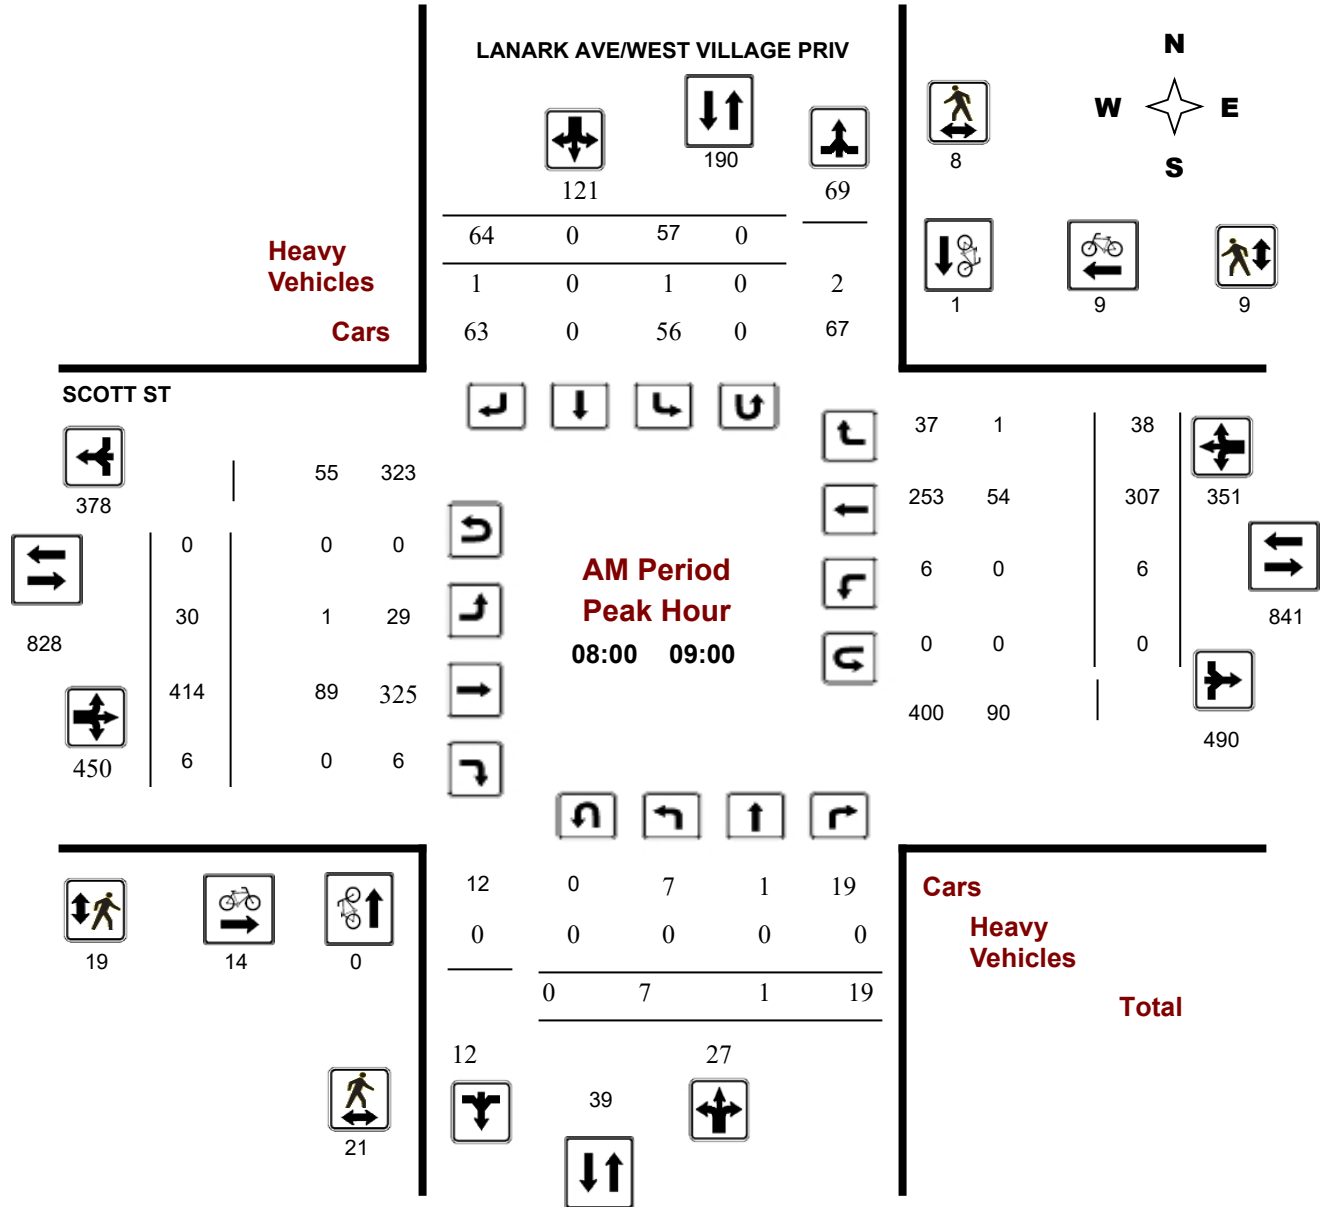 LANARK AVE/WEST VILLAGE PRIV
N
W E
S
190
8
121
69
64 0 57 0
Heavy
Vehicles
1 0 1 0 2
1 9 9
Cars
63 0 56 0 67
SCOTT ST
37 1 38
55 323
378
253 54 307 351
0 0 0
AM Period
6 0 6
Peak Hour
30 1 29
841
828
08:00 09:00
0 0 0
414 89 325
400 90
490
450 6 0 6
12 0 7 1 19
Cars
0 0 0 0 0
Heavy
Vehicles
19 14 0
0 7 1 19
Total
12 27
39
21